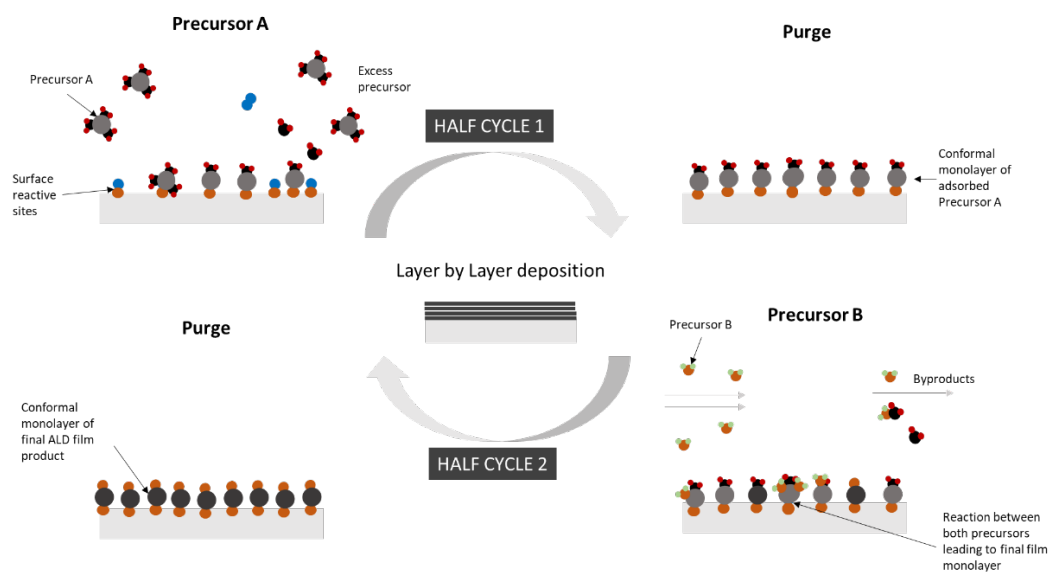 Precursor A
Precursor A
Excess
precursor
Surface
reactive
sites
HALF CYCLE 1
Purge
Conformal
monolayer of
adsorbed
Precursor A
Layer by Layer deposition
Purge
Conformal
monolayer of
final ALD film
product
HALF CYCLE 2
Precursor B
Precursor B
Byproducts
Reaction between
both precursors
leading to final film
monolayer